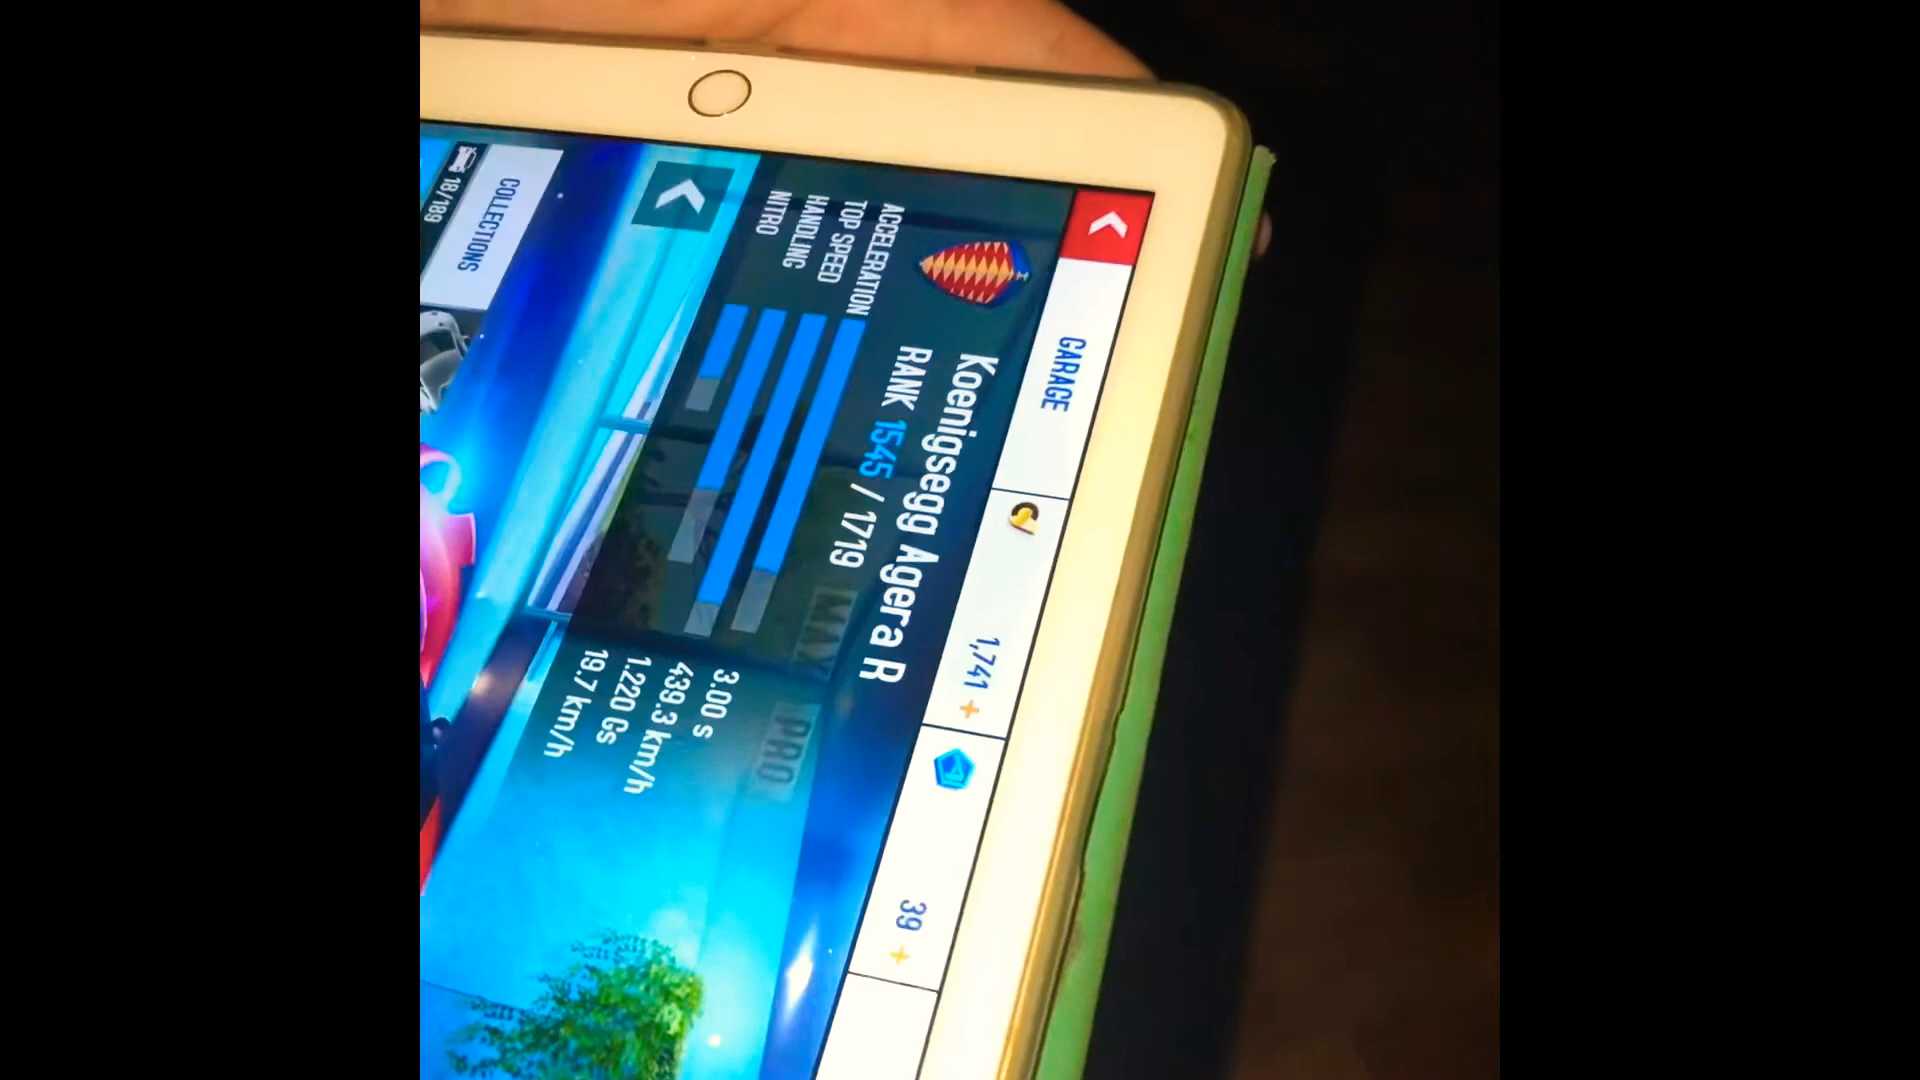 GARAGE
1,741 +
39 +
Koenigsegg Agera R
RANK 1545 / 1719
MAX
PRO
ACCELERATION 3.00 s
TOP SPEED 439.3 km/h
HANDLING 1.220 Gs
NITRO 19.7 km/h
COLLECTIONS
18/189